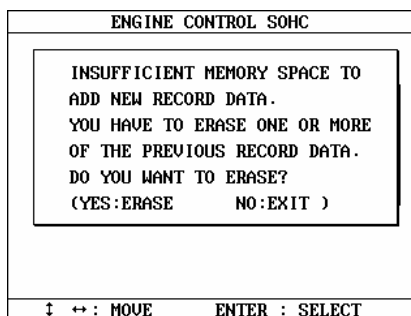 ENGINE CONTROL SOHC
INSUFFICIENT MEMORY SPACE TO
ADD NEW RECORD DATA.
YOU HAVE TO ERASE ONE OR MORE
OF THE PREVIOUS RECORD DATA.
DO YOU WANT TO ERASE?
(YES:ERASE NO:EXIT )
↕ ↔: MOVE ENTER : SELECT